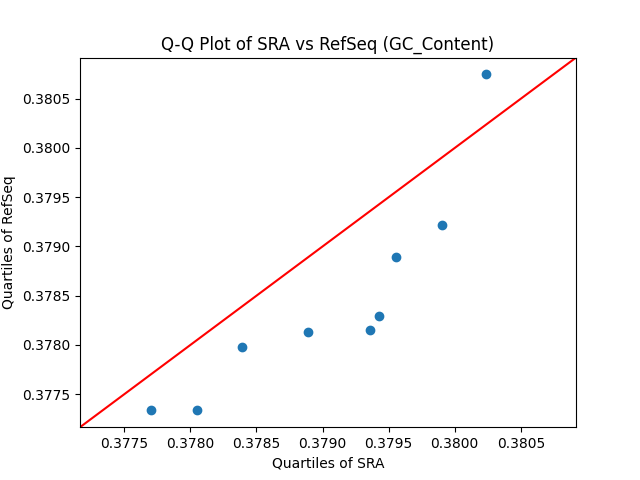 Q-Q Plot of SRA vs RefSeq (GC_Content)
Quartiles of RefSeq
0.3805
0.3800
0.3795
0.3790
0.3785
0.3780
0.3775
0.3775 0.3780 0.3785 0.3790 0.3795 0.3800 0.3805
Quartiles of SRA